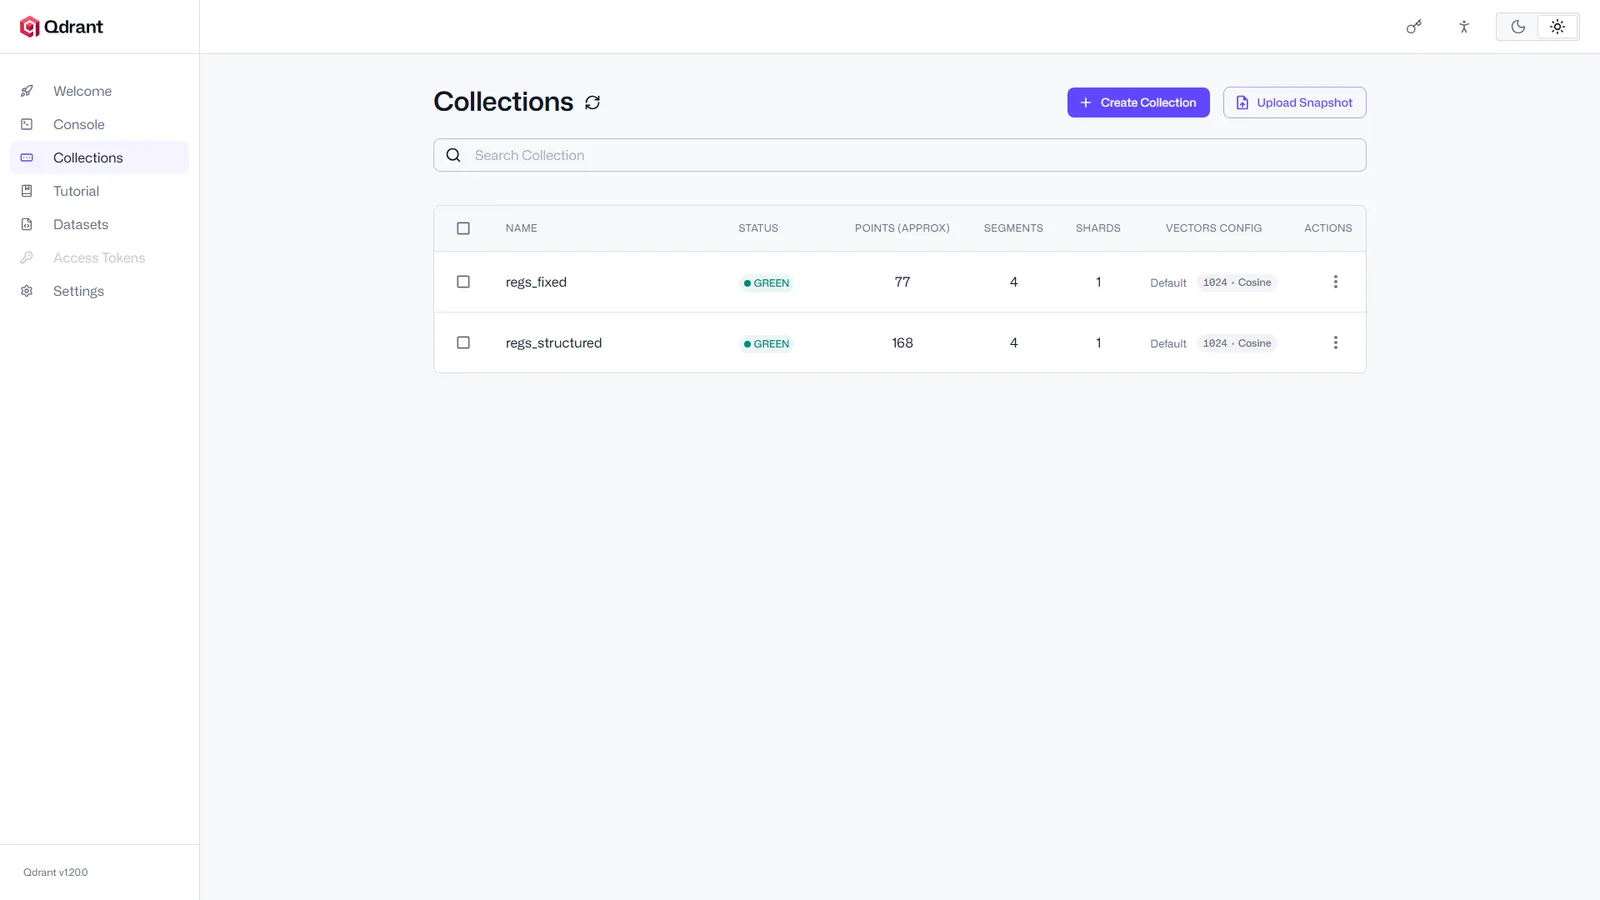 Qdrant
Welcome
Console
Collections
Tutorial
Datasets
Access Tokens
Settings
Qdrant v1.20.0
Collections
Create Collection
Upload Snapshot
Search Collection
NAME STATUS POINTS (APPROX) SEGMENTS SHARDS VECTORS CONFIG ACTIONS
regs_fixed GREEN 77 4 1 Default 1024 • Cosine
regs_structured GREEN 168 4 1 Default 1024 • Cosine